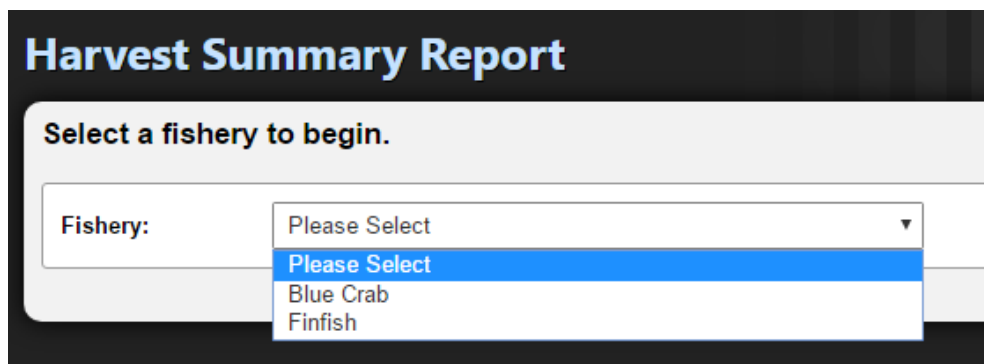 Harvest Summary Report
Select a fishery to begin.
Fishery: Please Select
Please Select
Blue Crab
Finfish